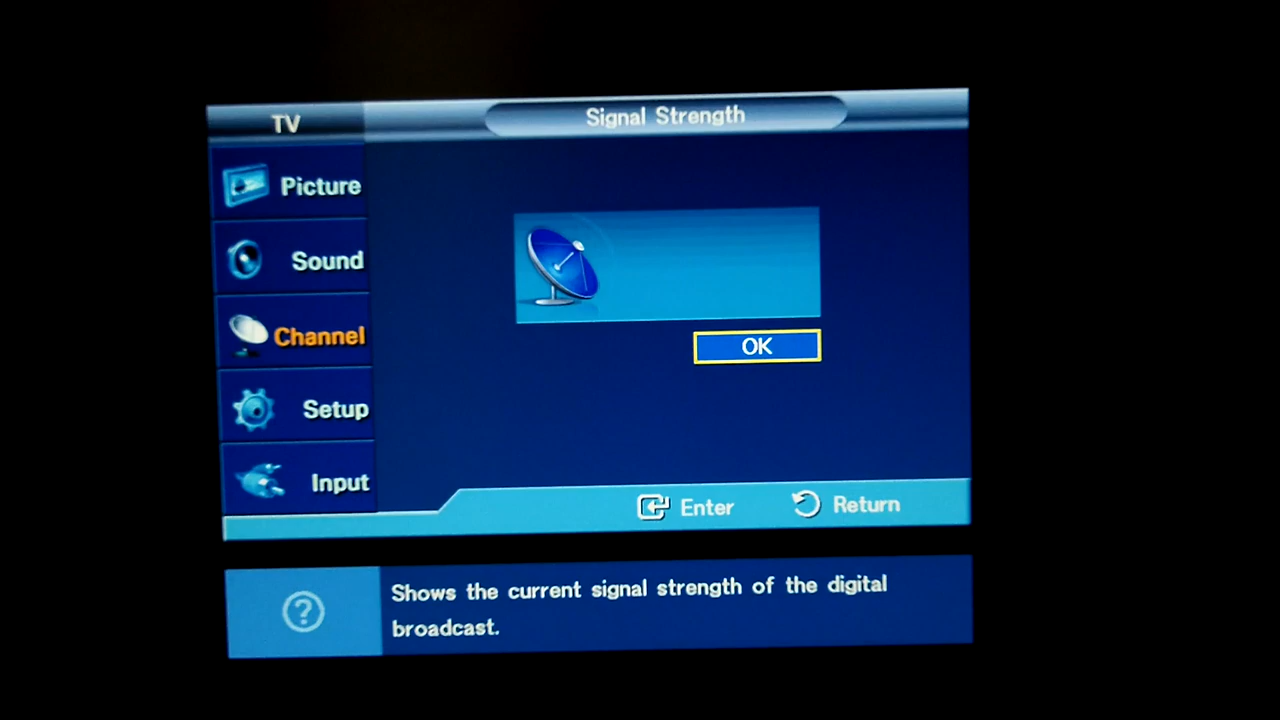 TV
Signal Strength
Picture
Sound
Channel
Setup
Input
OK
Enter
Return
?
Shows the current signal strength of the digital
broadcast.